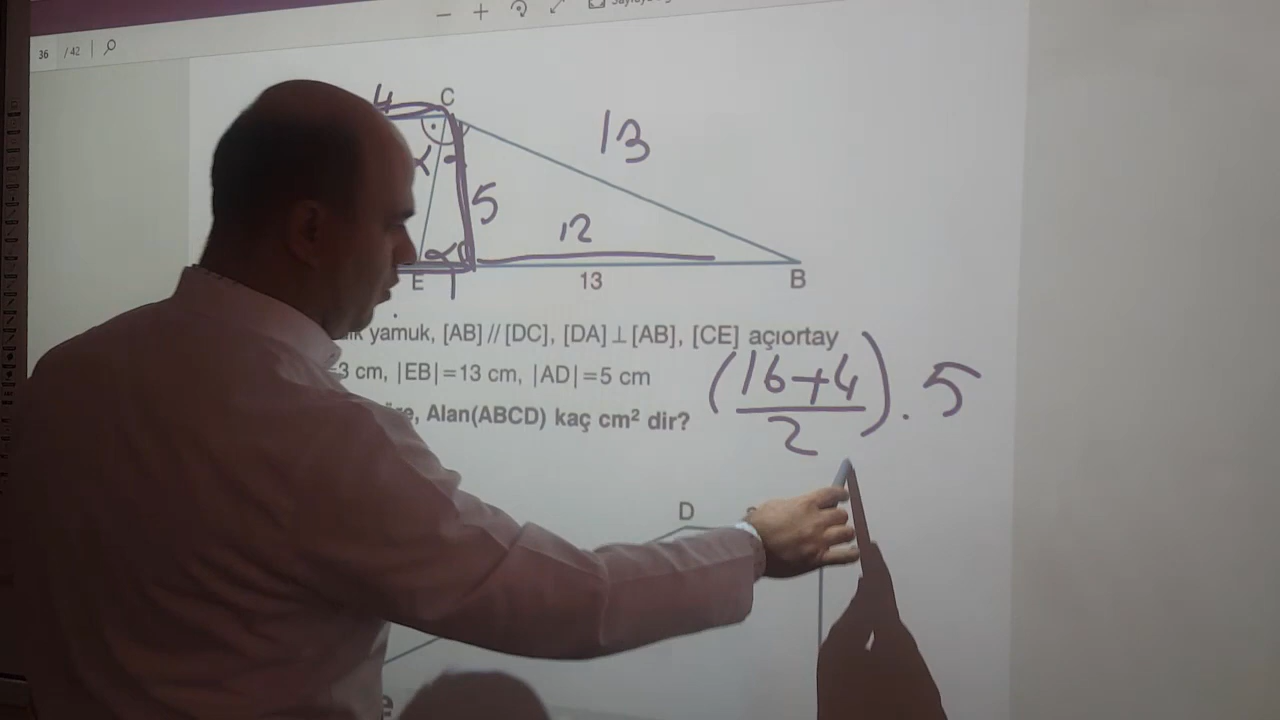 36 / 42
4 C
13
α
5
12
α
E 1 13 B
yamuk, [AB] // [DC], [DA] ⊥ [AB], [CE] açıortay
3 cm, |EB|=13 cm, |AD|=5 cm
Alan(ABCD) kaç cm² dir?
(16+4 / 2) . 5
D